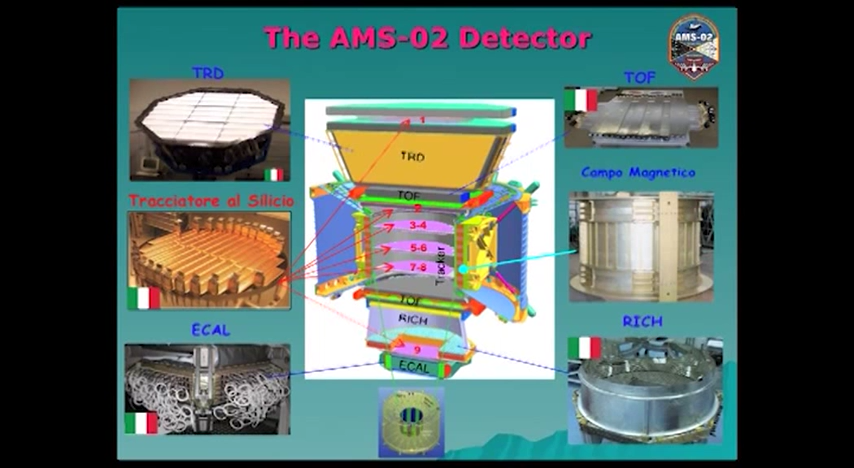 The AMS-02 Detector
AMS-02
TRD
TOF
Campo Magnetico
Tracciatore al Silicio
ECAL
RICH
1
TRD
TOF
2
3-4
5-6
7-8
Tracker
TOF
RICH
9
ECAL